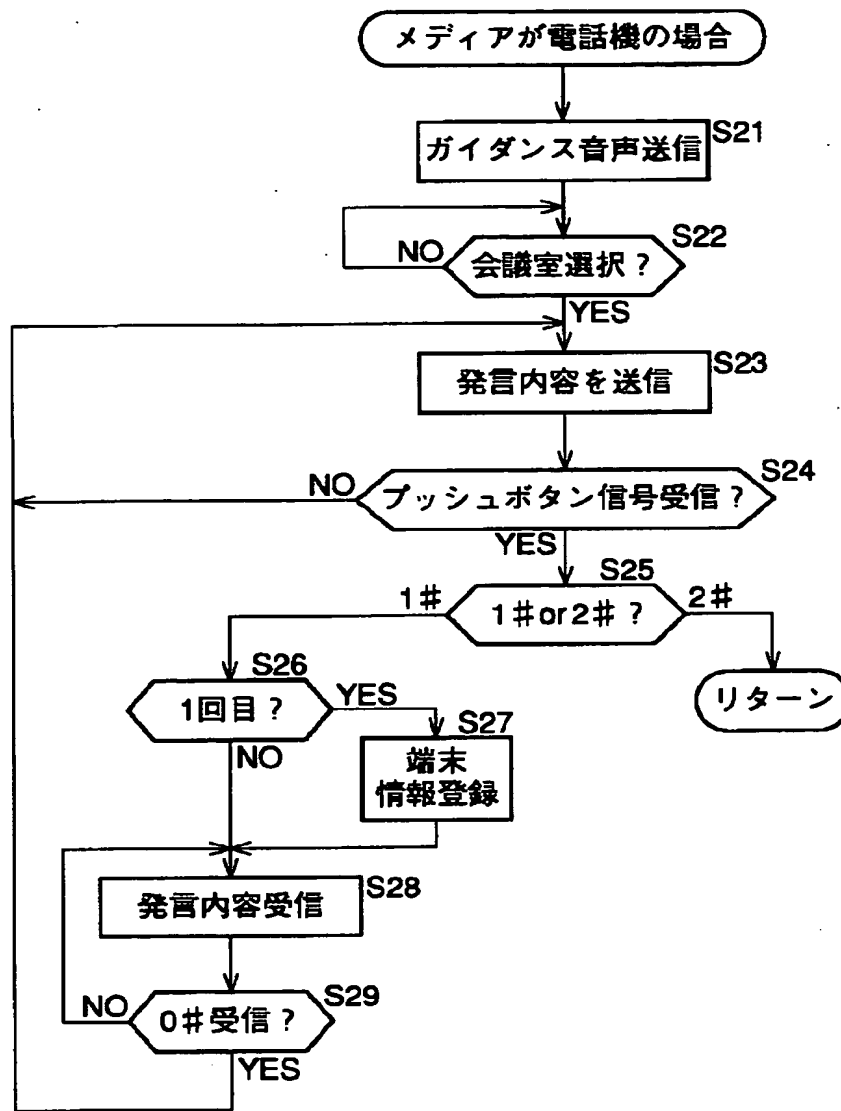 メディアが電話機の場合
S21
ガイダンス音声送信
S22
NO
会議室選択？
YES
S23
発言内容を送信
S24
NO
プッシュボタン信号受信？
YES
S25
1#
1#or2#？
2#
S26
1回目？
YES
リターン
S27
NO
端末
情報登録
S28
発言内容受信
S29
NO
0#受信？
YES